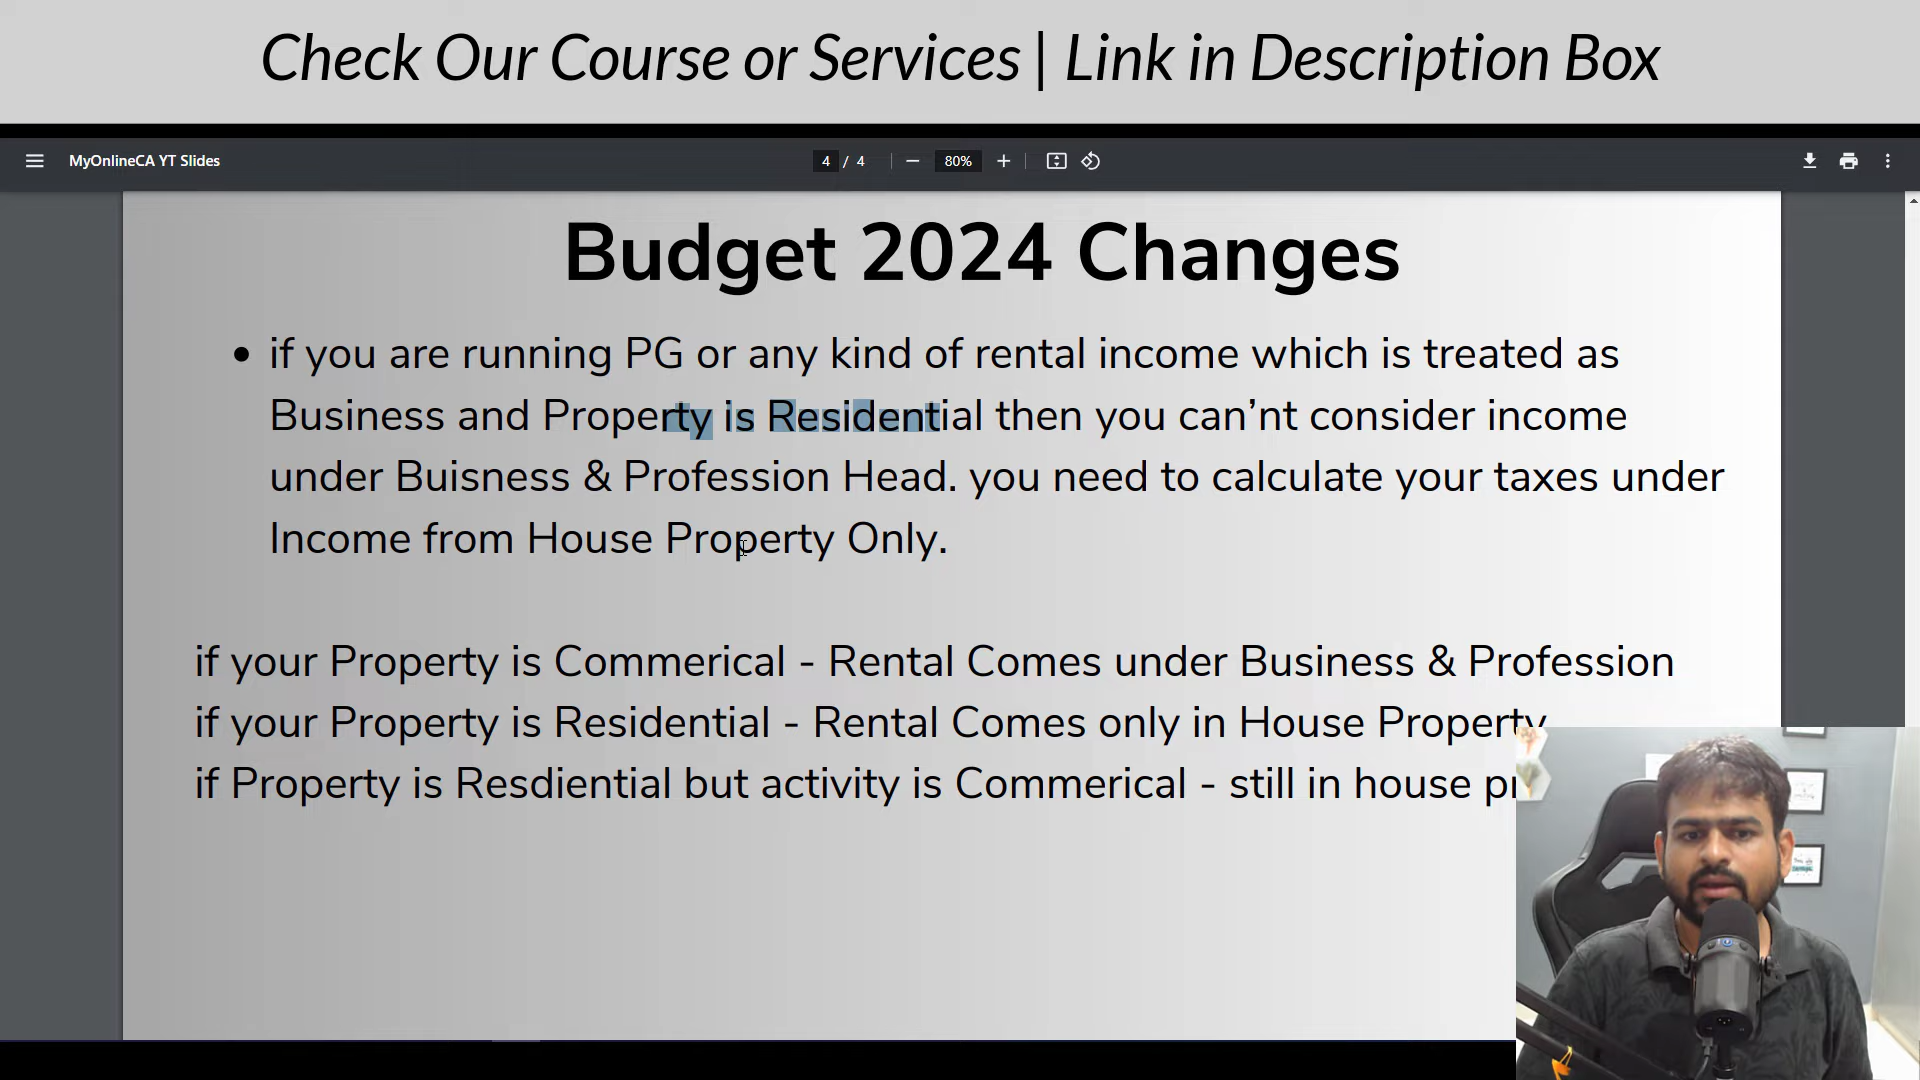 Check Our Course or Services | Link in Description Box
MyOnlineCA YT Slides
4 / 4
80%
Budget 2024 Changes
• if you are running PG or any kind of rental income which is treated as
Business and Property is Residential then you can’nt consider income
under Buisness & Profession Head. you need to calculate your taxes under
Income from House Property Only.
if your Property is Commerical - Rental Comes under Business & Profession
if your Property is Residential - Rental Comes only in House Property
if Property is Resdiential but activity is Commerical - still in house